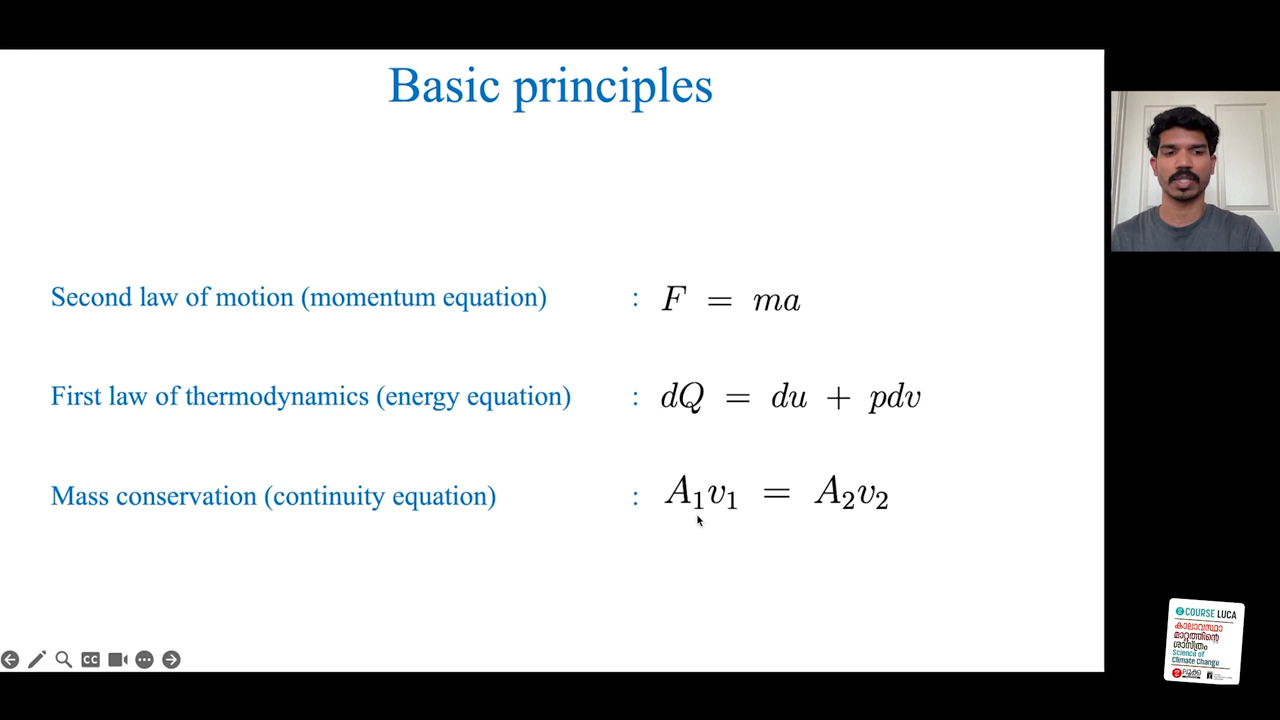 Basic principles
Second law of motion (momentum equation) : F = ma
First law of thermodynamics (energy equation) : dQ = du + pdv
Mass conservation (continuity equation) : A₁v₁ = A₂v₂
CC
COURSE LUCA
കാലാവസ്ഥാ
മാറ്റത്തിന്റെ
ശാസ്ത്രം
Science of
Climate Change
ലൂക്ക